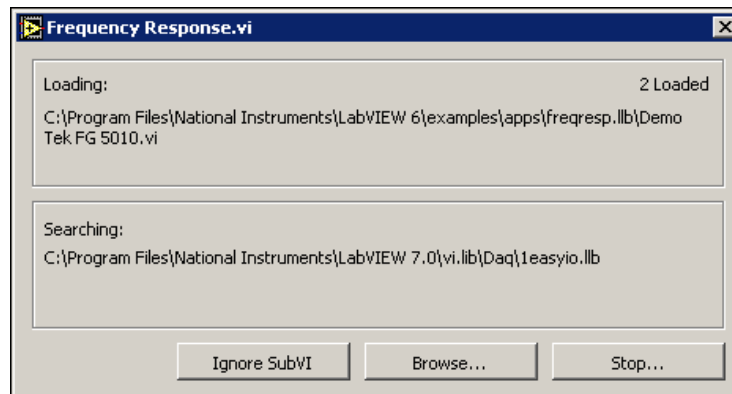 Frequency Response.vi
Loading:
2 Loaded
C:\Program Files\National Instruments\LabVIEW 6\examples\apps\freqresp.llb\Demo
Tek FG 5010.vi
Searching:
C:\Program Files\National Instruments\LabVIEW 7.0\vi.lib\Daq\1easyio.llb
Ignore SubVI
Browse...
Stop...